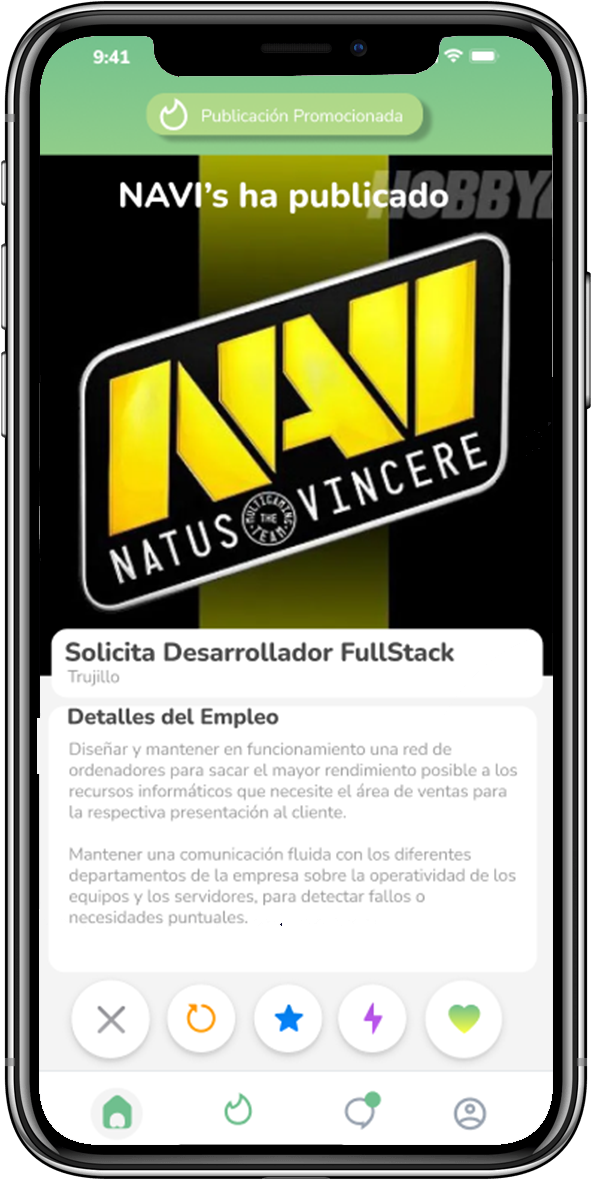 9:41
Publicación Promocionada
HOBBY
NAVI’s ha publicado
NAVI
NATUS VINCERE
MULTIGAMING
THE
TEAM
Solicita Desarrollador FullStack
Trujillo
Detalles del Empleo
Diseñar y mantener en funcionamiento una red de
ordenadores para sacar el mayor rendimiento posible a los
recursos informáticos que necesite el área de ventas para
la respectiva presentación al cliente.
Mantener una comunicación fluida con los diferentes
departamentos de la empresa sobre la operatividad de los
equipos y los servidores, para detectar fallos o
necesidades puntuales.